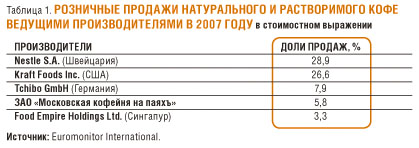 Таблица 1. РОЗНИЧНЫЕ ПРОДАЖИ НАТУРАЛЬНОГО И РАСТВОРИМОГО КОФЕ
ВЕДУЩИМИ ПРОИЗВОДИТЕЛЯМИ В 2007 ГОДУ в стоимостном выражении
ПРОИЗВОДИТЕЛИ ДОЛИ ПРОДАЖ, %
Nestle S.A. (Швейцария) 28,9
Kraft Foods Inc. (США) 26,6
Tchibo GmbH (Германия) 7,9
ЗАО «Московская кофейня на паяхъ» 5,8
Food Empire Holdings Ltd. (Сингапур) 3,3
Источник: Euromonitor International.